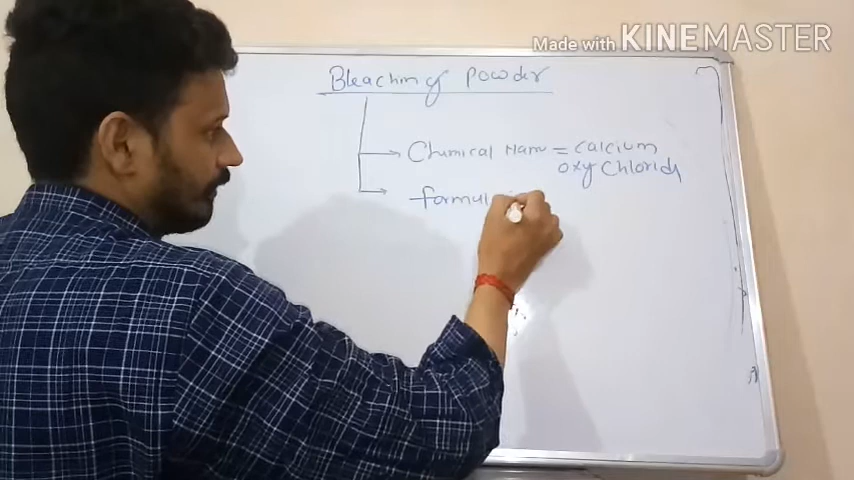 Made with KINEMASTER
Bleaching Powder
Chemical Name = Calcium
oxy Chloride
Formul